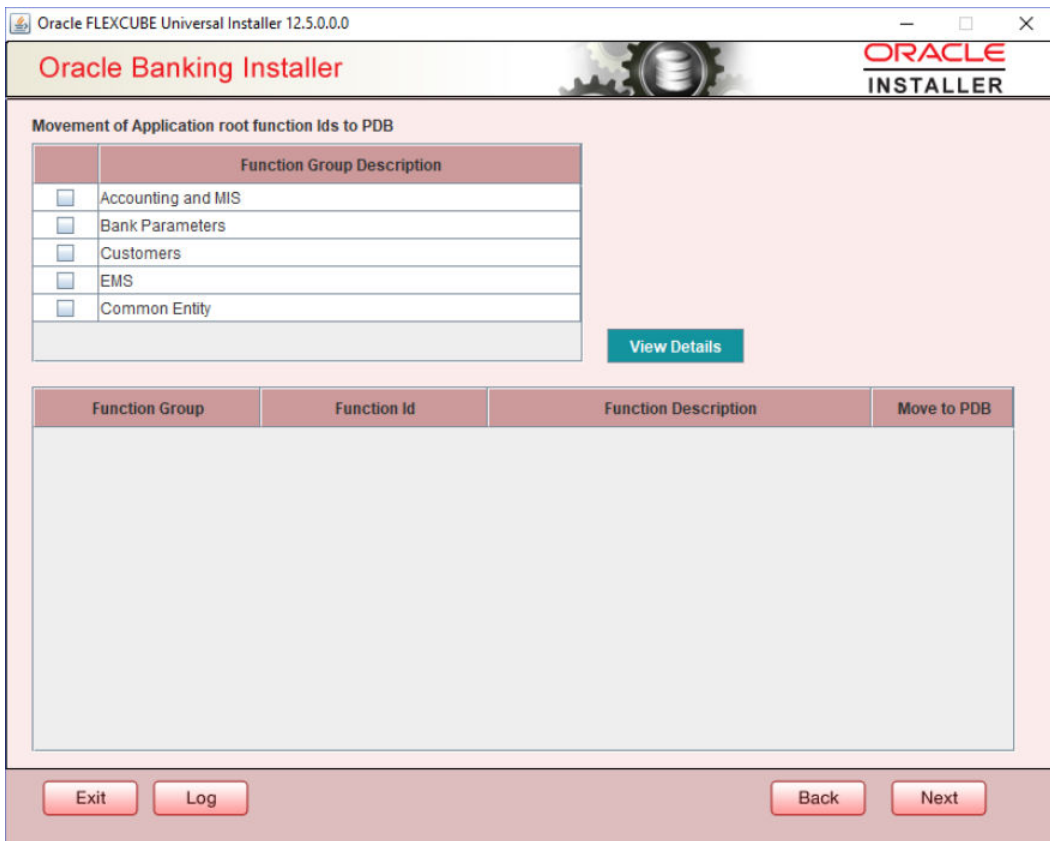 Oracle FLEXCUBE Universal Installer 12.5.0.0.0
Oracle Banking Installer
ORACLE
INSTALLER
Movement of Application root function Ids to PDB
Function Group Description
Accounting and MIS
Bank Parameters
Customers
EMS
Common Entity
View Details
Function Group Function Id Function Description Move to PDB
Exit Log Back Next